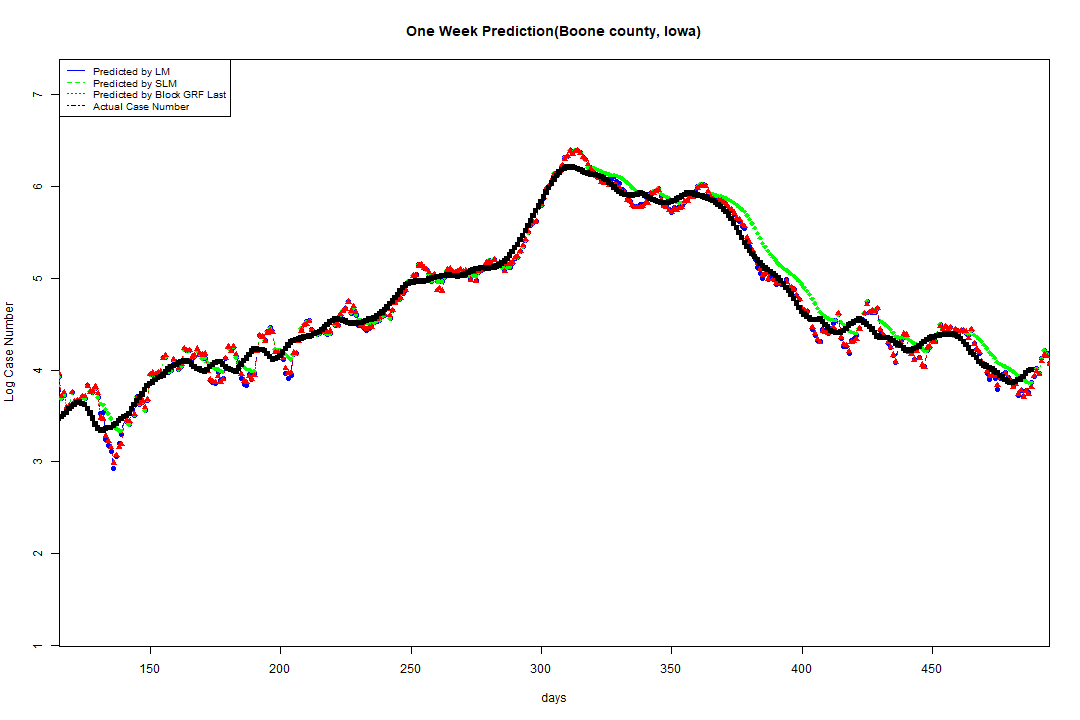 One Week Prediction(Boone county, Iowa)
Predicted by LM
Predicted by SLM
Predicted by Block GRF Last
Actual Case Number
7
6
5
4
3
2
1
Log Case Number
150 200 250 300 350 400 450
days